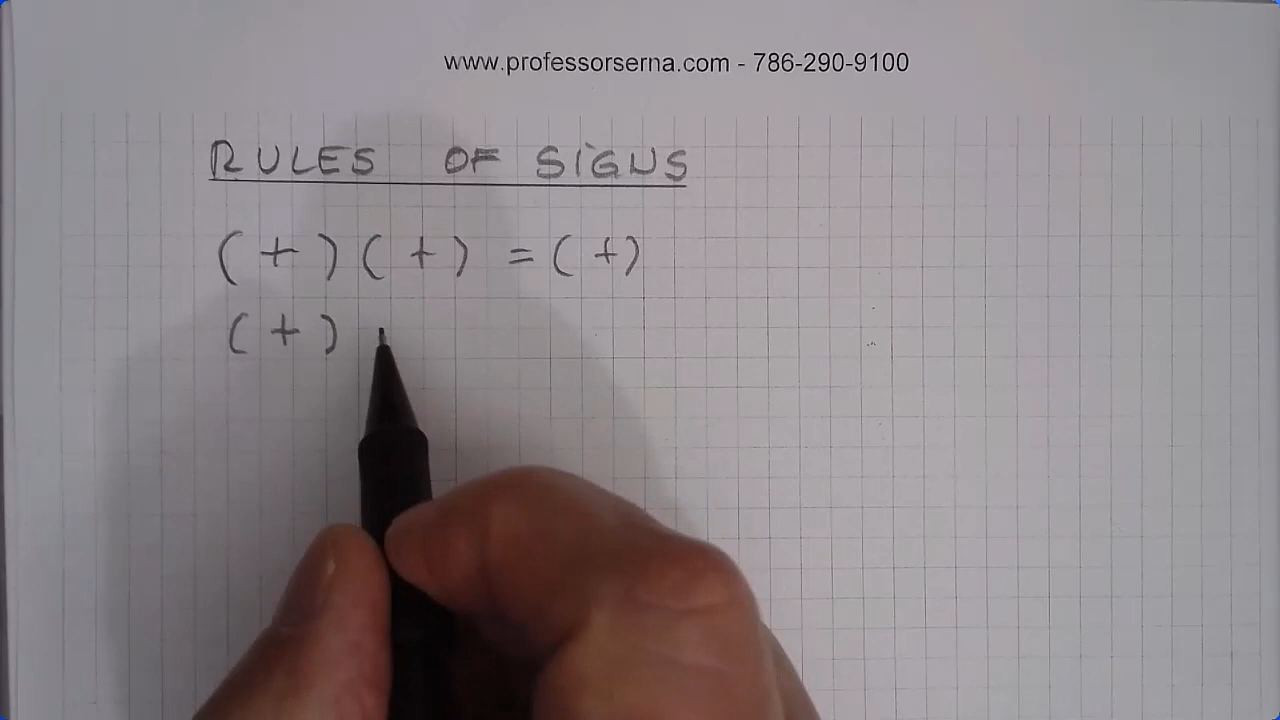 www.professorserna.com - 786-290-9100
RULES OF SIGNS
(+)(+) = (+)
(+)